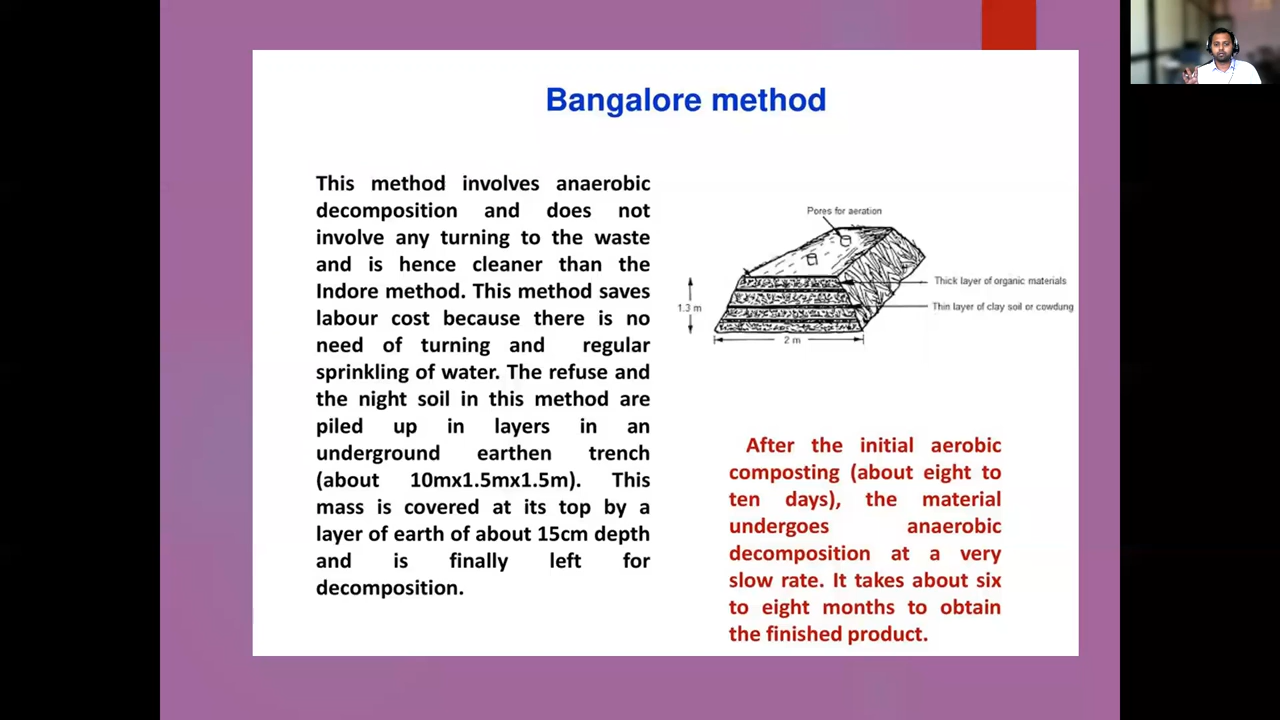 Bangalore method
This method involves anaerobic
decomposition and does not
involve any turning to the waste
and is hence cleaner than the
Indore method. This method saves
labour cost because there is no
need of turning and regular
sprinkling of water. The refuse and
the night soil in this method are
piled up in layers in an
underground earthen trench
(about 10mx1.5mx1.5m). This
mass is covered at its top by a
layer of earth of about 15cm depth
and is finally left for
decomposition.
Pores for aeration
Thick layer of organic materials
Thin layer of clay soil or cowdung
1.3 m
2 m
After the initial aerobic
composting (about eight to
ten days), the material
undergoes anaerobic
decomposition at a very
slow rate. It takes about six
to eight months to obtain
the finished product.